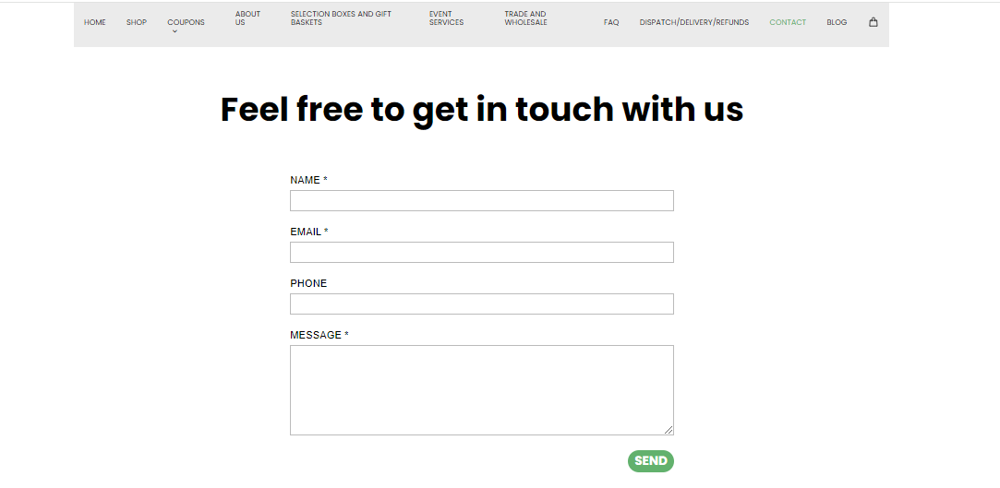 HOME SHOP COUPONS ABOUT US SELECTION BOXES AND GIFT BASKETS EVENT SERVICES TRADE AND WHOLESALE FAQ DISPATCH/DELIVERY/REFUNDS CONTACT BLOG
Feel free to get in touch with us
NAME *
EMAIL *
PHONE
MESSAGE *
SEND